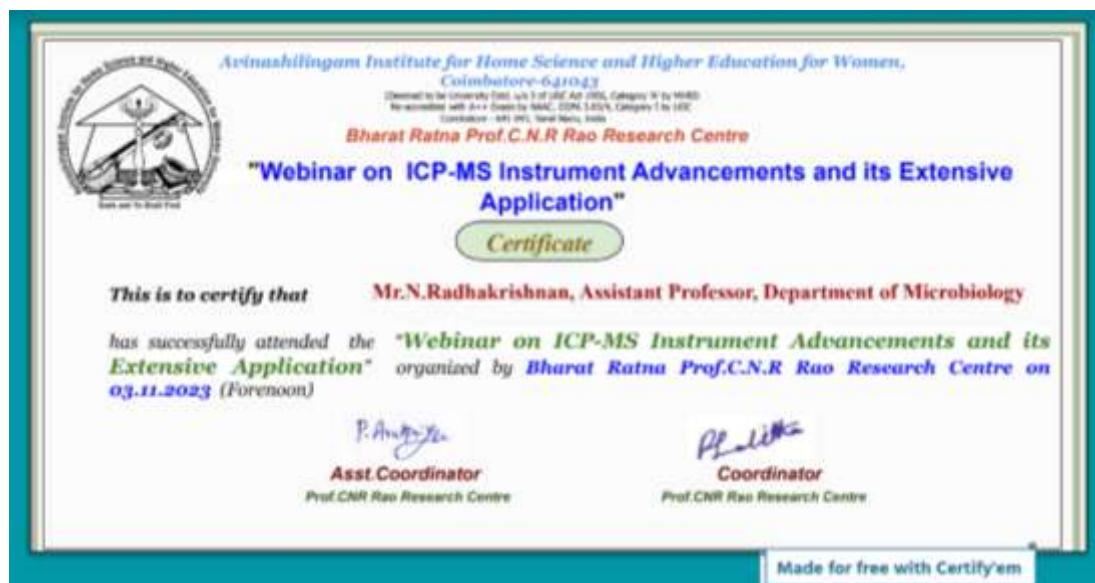 Avinashilingam Institute for Home Science and Higher Education for Women,
Coimbatore-641043
Bharat Ratna Prof.C.N.R Rao Research Centre
"Webinar on ICP-MS Instrument Advancements and its Extensive
Application"
Certificate
This is to certify that Mr.N.Radhakrishnan, Assistant Professor, Department of Microbiology
has successfully attended the "Webinar on ICP-MS Instrument Advancements and its
Extensive Application" organized by Bharat Ratna Prof.C.N.R Rao Research Centre on
03.11.2023 (Forenoon)
Asst.Coordinator
Prof.CNR Rao Research Centre
Coordinator
Prof.CNR Rao Research Centre
Made for free with Certify'em